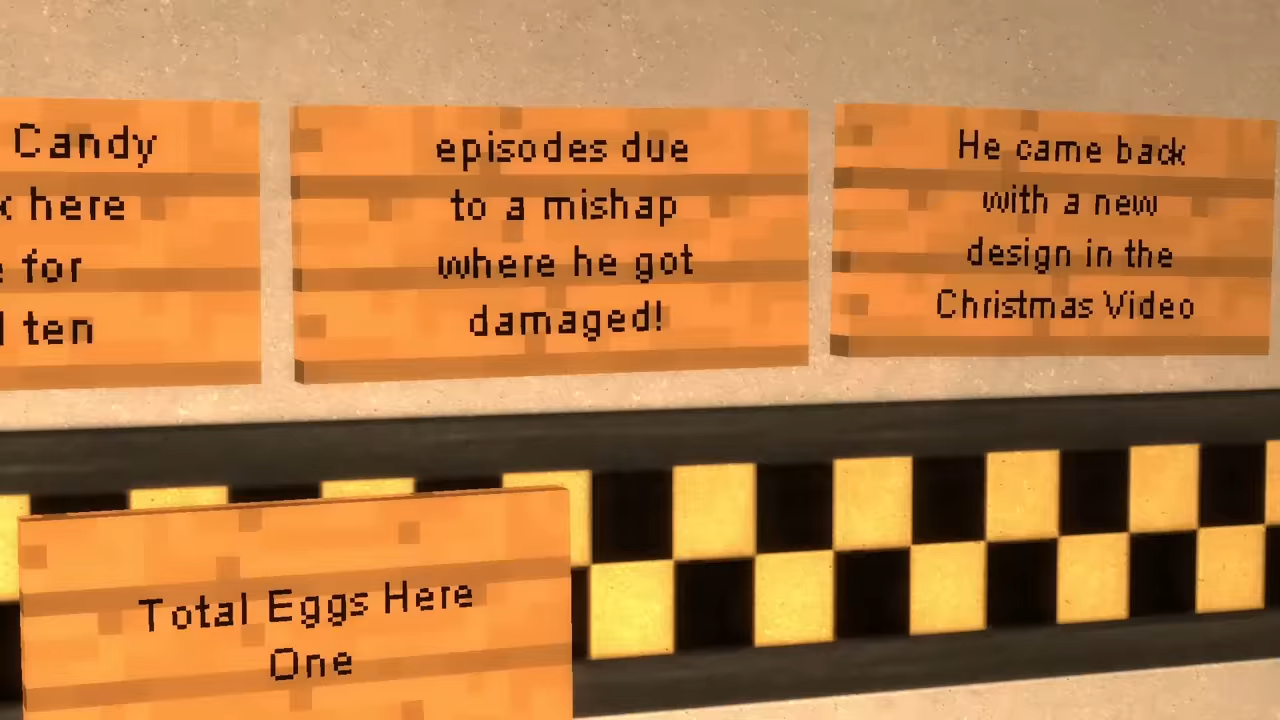 Candy
here
for
ten
episodes due
to a mishap
where he got
damaged!
He came back
with a new
design in the
Christmas Video
Total Eggs Here
One